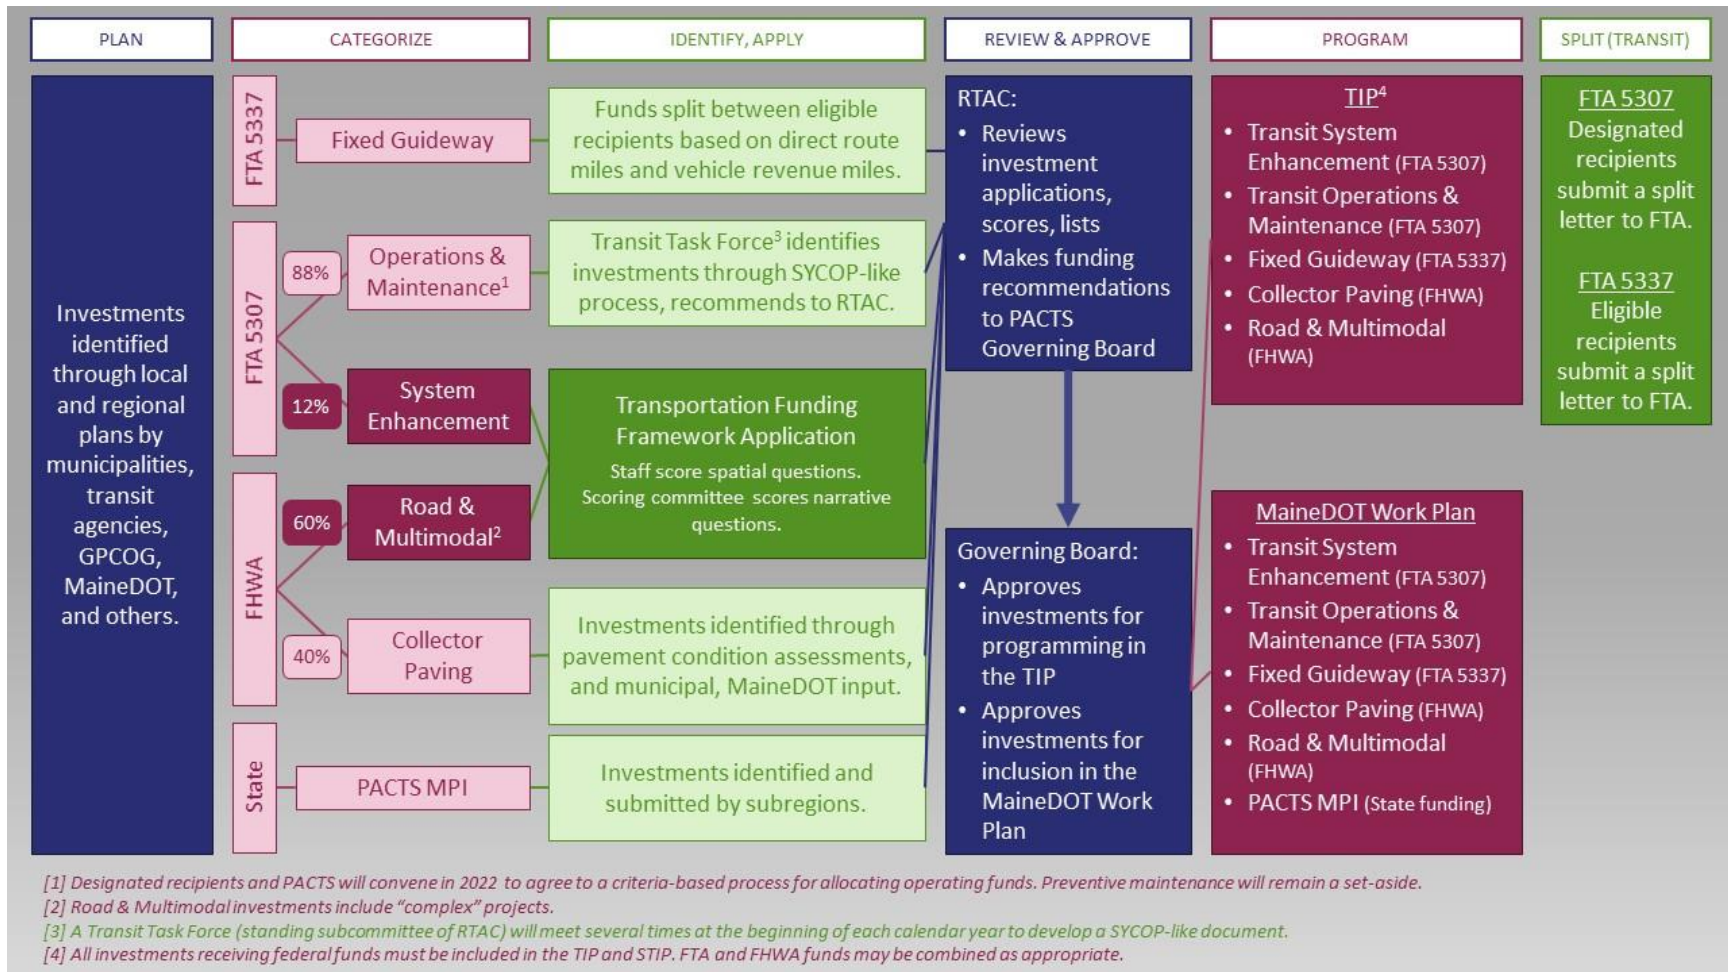 PLAN
CATEGORIZE
IDENTIFY, APPLY
REVIEW & APPROVE
PROGRAM
SPLIT (TRANSIT)
Investments
identified
through local
and regional
plans by
municipalities,
transit
agencies,
GPCOG,
MaineDOT,
and others.
FTA 5337
Fixed Guideway
FTA 5307
88%
Operations &
Maintenance¹
12%
System
Enhancement
FHWA
60%
Road &
Multimodal²
40%
Collector
Paving
State
PACTS MPI
Funds split between eligible
recipients based on direct route
miles and vehicle revenue miles.
Transit Task Force³ identifies
investments through SYCOP-like
process, recommends to RTAC.
Transportation Funding
Framework Application
Staff score spatial questions.
Scoring committee scores narrative
questions.
Investments identified through
pavement condition assessments,
and municipal, MaineDOT input.
Investments identified and
submitted by subregions.
RTAC:
• Reviews
investment
applications,
scores, lists
• Makes funding
recommendations
to PACTS
Governing Board
Governing Board:
• Approves
investments for
programming in
the TIP
• Approves
investments for
inclusion in the
MaineDOT Work
Plan
TIP⁴
• Transit System
Enhancement (FTA 5307)
• Transit Operations &
Maintenance (FTA 5307)
• Fixed Guideway (FTA 5337)
• Collector Paving (FHWA)
• Road & Multimodal
(FHWA)
MaineDOT Work Plan
• Transit System
Enhancement (FTA 5307)
• Transit Operations &
Maintenance (FTA 5307)
• Fixed Guideway (FTA 5337)
• Collector Paving (FHWA)
• Road & Multimodal
(FHWA)
• PACTS MPI (State funding)
FTA 5307
Designated
recipients
submit a split
letter to FTA.
FTA 5337
Eligible
recipients
submit a split
letter to FTA.
[1] Designated recipients and PACTS will convene in 2022 to agree to a criteria-based process for allocating operating funds. Preventive maintenance will remain a set-aside.
[2] Road & Multimodal investments include “complex” projects.
[3] A Transit Task Force (standing subcommittee of RTAC) will meet several times at the beginning of each calendar year to develop a SYCOP-like document.
[4] All investments receiving federal funds must be included in the TIP and STIP. FTA and FHWA funds may be combined as appropriate.